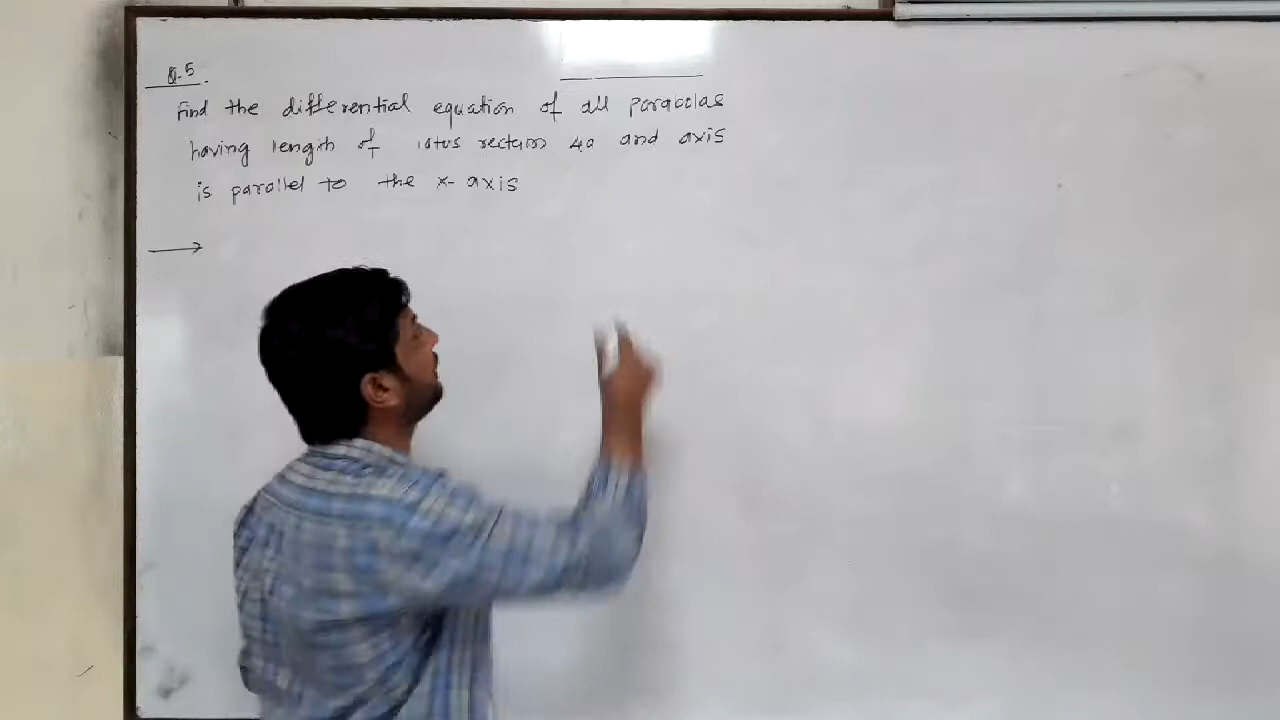 Q.5
Find the differential equation of all parabolas
having length of latus rectum 4a and axis
is parallel to the x-axis